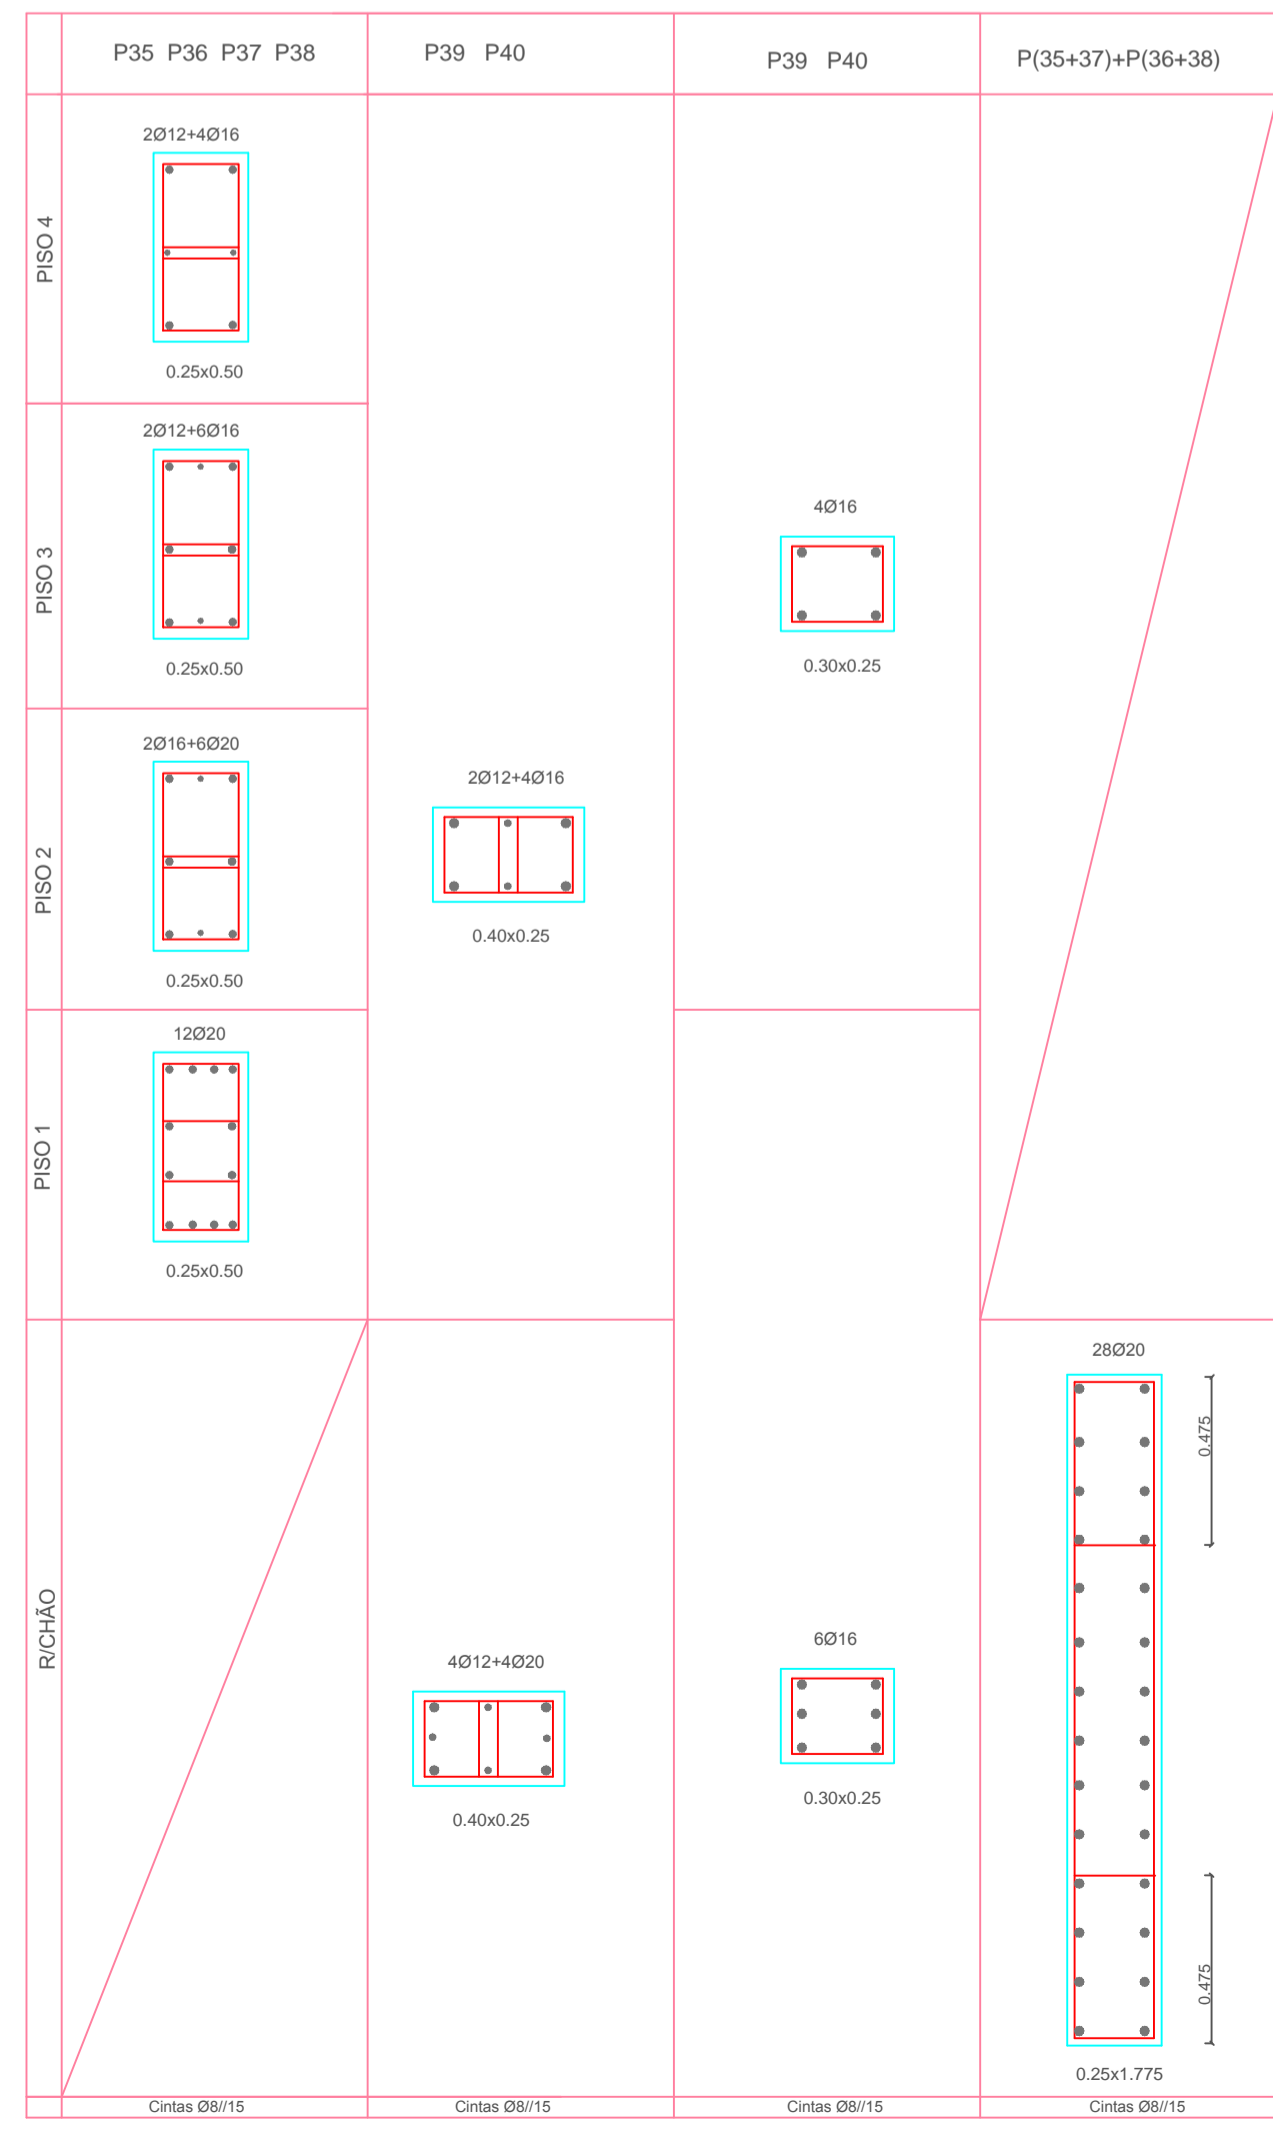 P35 P36 P37 P38
P39 P40
P39 P40
P(35+37)+P(36+38)
PISO 4
2Ø12+4Ø16
0.25x0.50
PISO 3
2Ø12+6Ø16
0.25x0.50
4Ø16
0.30x0.25
PISO 2
2Ø16+6Ø20
0.25x0.50
2Ø12+4Ø16
0.40x0.25
PISO 1
12Ø20
0.25x0.50
R/CHÃO
4Ø12+4Ø20
0.40x0.25
6Ø16
0.30x0.25
28Ø20
0.475
0.475
0.25x1.775
Cintas Ø8//15
Cintas Ø8//15
Cintas Ø8//15
Cintas Ø8//15